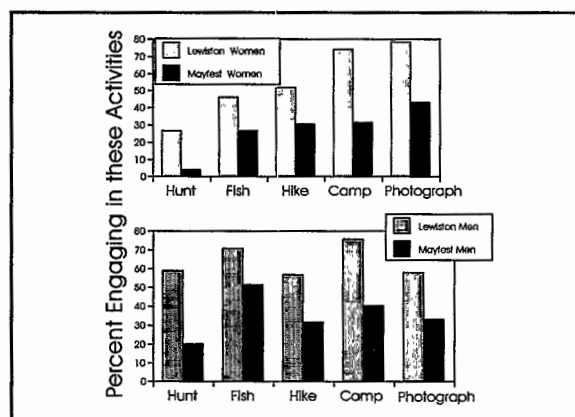 Percent Engaging in these Activities
80
70
60
50
40
30
20
10
0
Lewiston Women
Mayfest Women
Hunt Fish Hike Camp Photograph
80
70
60
50
40
30
20
10
0
Lewiston Men
Mayfest Men
Hunt Fish Hike Camp Photograph